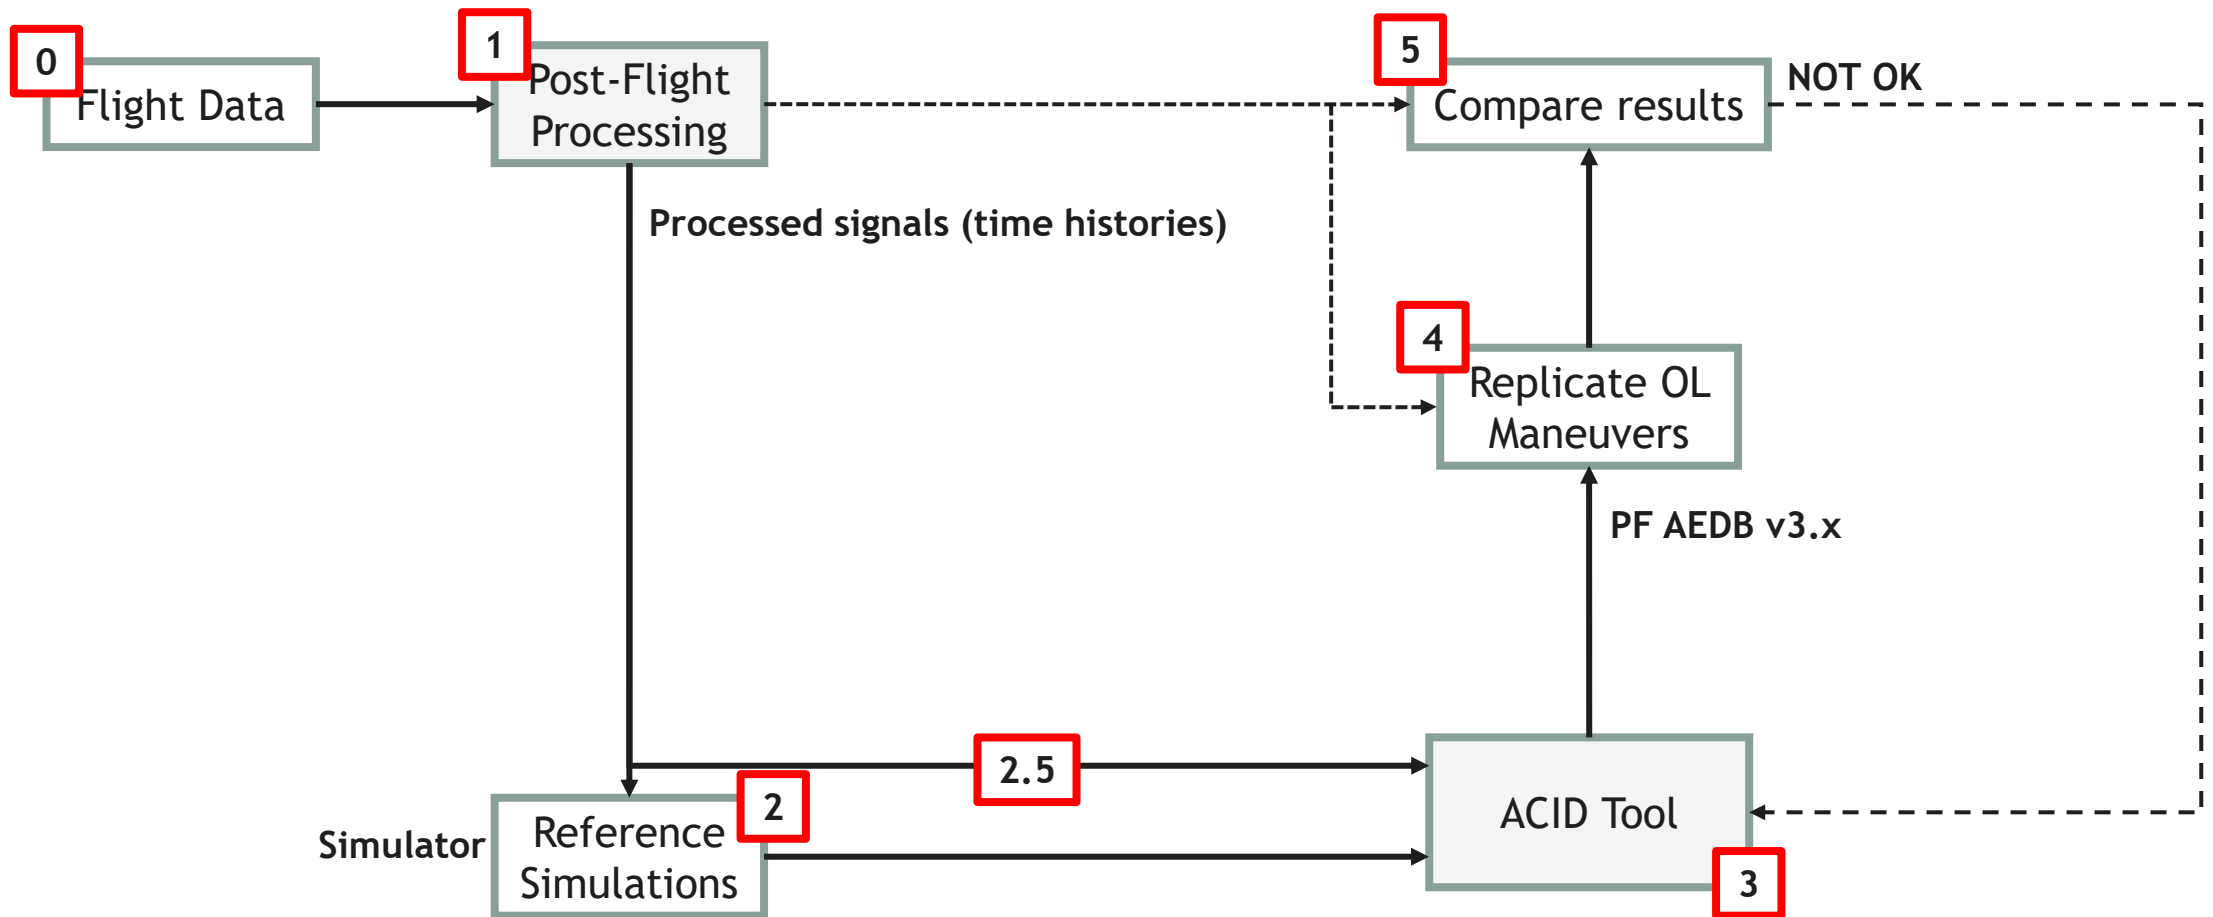 0
Flight Data
1
Post-Flight
Processing
5
Compare results
NOT OK
Processed signals (time histories)
4
Replicate OL
Maneuvers
PF AEDB v3.x
2.5
2
Simulator
Reference
Simulations
ACID Tool
3